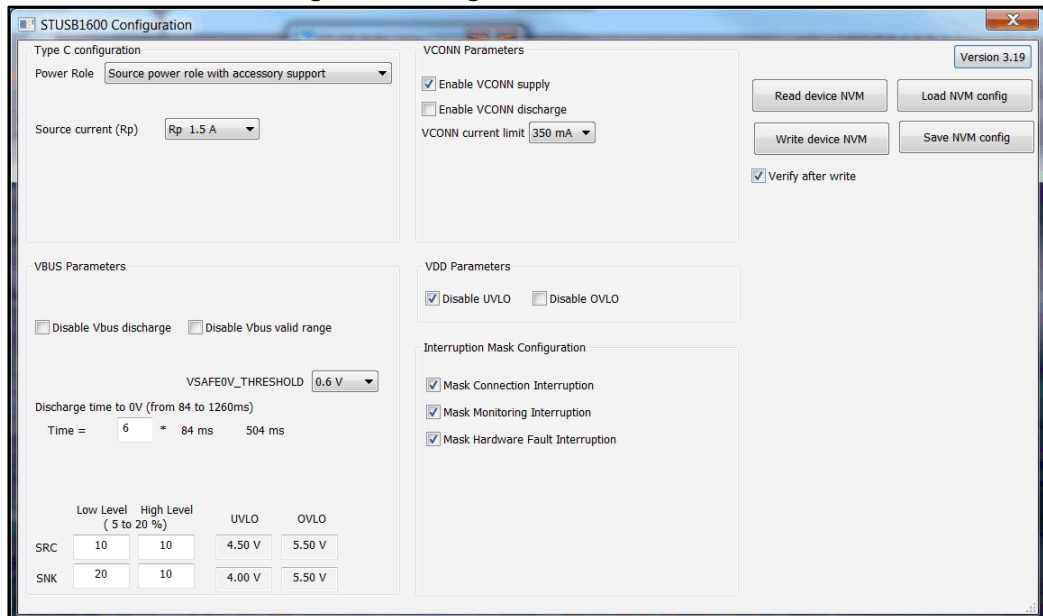 STUSB1600 Configuration
Type C configuration
Power Role Source power role with accessory support
Source current (Rp) Rp 1.5 A
VCONN Parameters
Enable VCONN supply
Enable VCONN discharge
VCONN current limit 350 mA
Version 3.19
Read device NVM Load NVM config
Write device NVM Save NVM config
Verify after write
VBUS Parameters
Disable Vbus discharge Disable Vbus valid range
VSAFE0V_THRESHOLD 0.6 V
Discharge time to 0V (from 84 to 1260ms)
Time = 6 * 84 ms 504 ms
Low Level High Level
( 5 to 20 %) UVLO OVLO
SRC 10 10 4.50 V 5.50 V
SNK 20 10 4.00 V 5.50 V
VDD Parameters
Disable UVLO Disable OVLO
Interruption Mask Configuration
Mask Connection Interruption
Mask Monitoring Interruption
Mask Hardware Fault Interruption